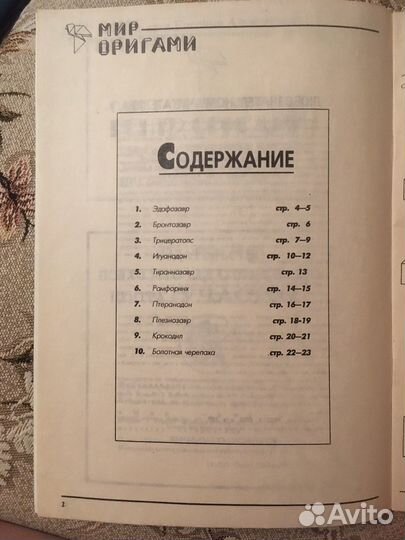 МИР
ОРИГАМИ
СОДЕРЖАНИЕ
1. Эдафозавр стр. 4—5
2. Бронтозавр стр. 6
3. Трицератопс стр. 7—9
4. Игуанодон стр. 10—12
5. Тираннозавр стр. 13
6. Рамфоринх стр. 14—15
7. Птеранодон стр. 16—17
8. Плезиозавр стр. 18-19
9. Крокодил стр. 20—21
10. Болотная черепаха стр. 22—23
2
Avito